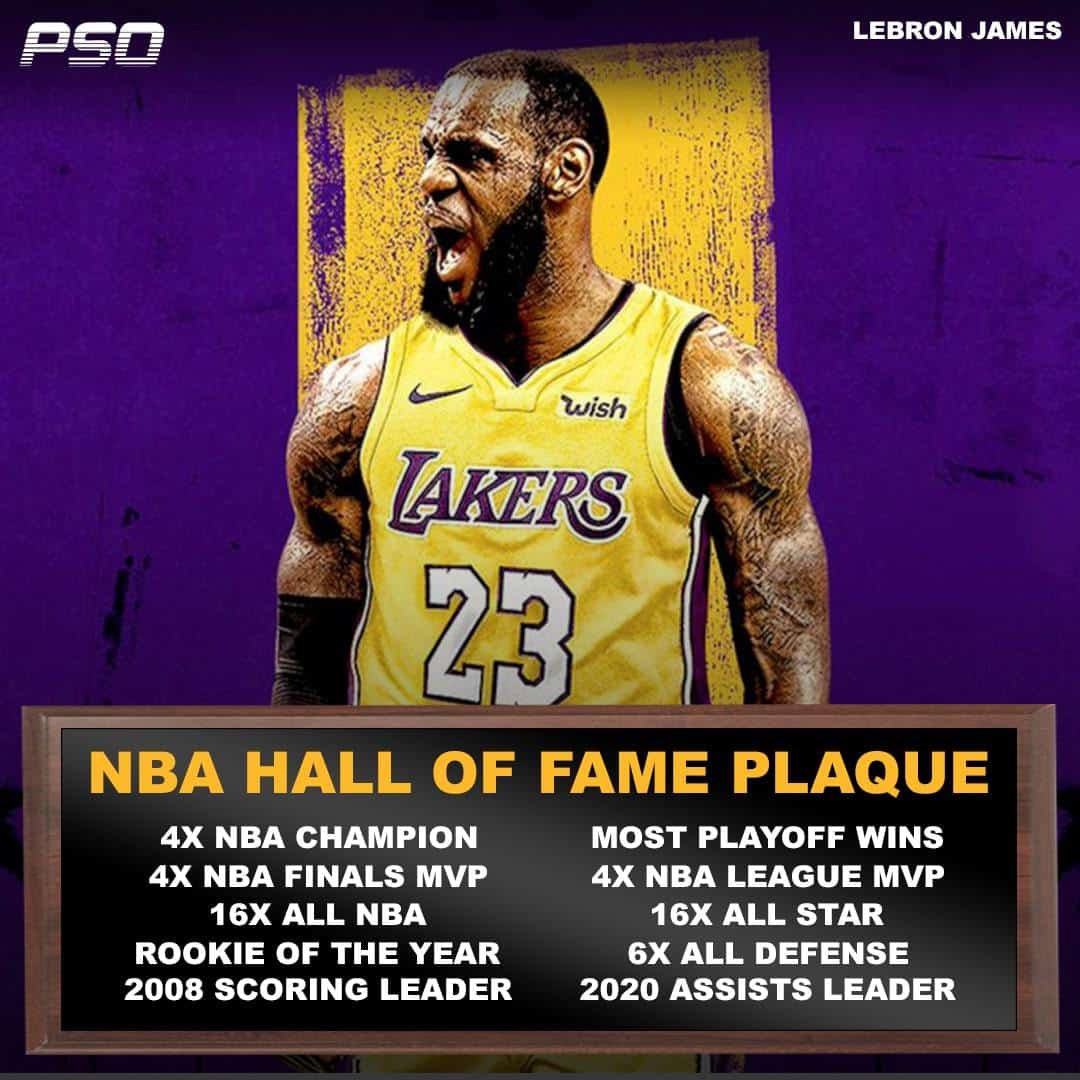 PSO
LEBRON JAMES
wish
LAKERS
23
NBA HALL OF FAME PLAQUE
4X NBA CHAMPION
4X NBA FINALS MVP
16X ALL NBA
ROOKIE OF THE YEAR
2008 SCORING LEADER
MOST PLAYOFF WINS
4X NBA LEAGUE MVP
16X ALL STAR
6X ALL DEFENSE
2020 ASSISTS LEADER